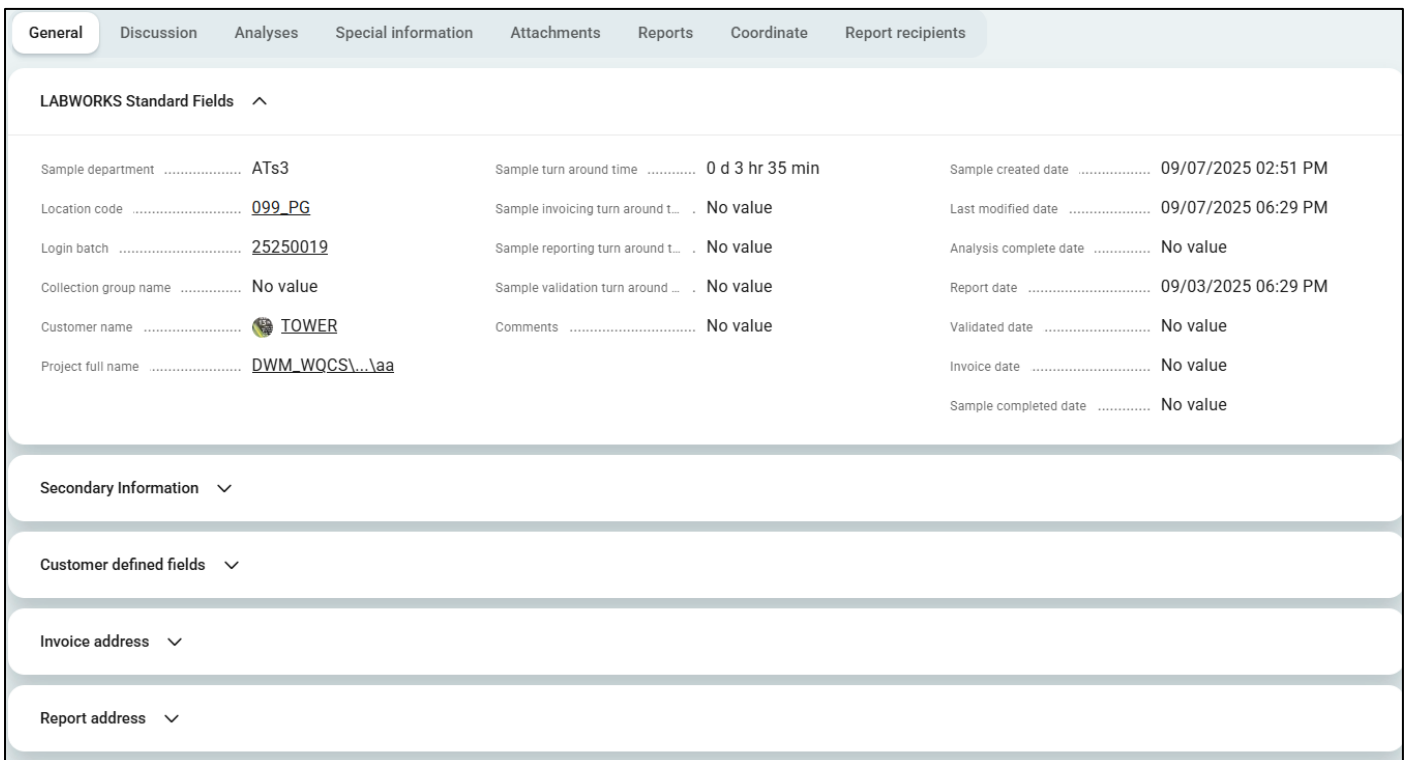 General Discussion Analyses Special information Attachments Reports Coordinate Report recipients
LABWORKS Standard Fields
Sample department .................. ATs3
Location code ......................... 099_PG
Login batch ............................ 25250019
Collection group name .............. No value
Customer name ....................... TOWER
Project full name ..................... DWM_WQCS\...\aa
Sample turn around time ............ 0 d 3 hr 35 min
Sample invoicing turn around t... . No value
Sample reporting turn around t... . No value
Sample validation turn around ... . No value
Comments ............................. No value
Sample created date ................. 09/07/2025 02:51 PM
Last modified date ................... 09/07/2025 06:29 PM
Analysis complete date ............. No value
Report date ............................ 09/03/2025 06:29 PM
Validated date ........................ No value
Invoice date ........................... No value
Sample completed date ............ No value
Secondary Information
Customer defined fields
Invoice address
Report address